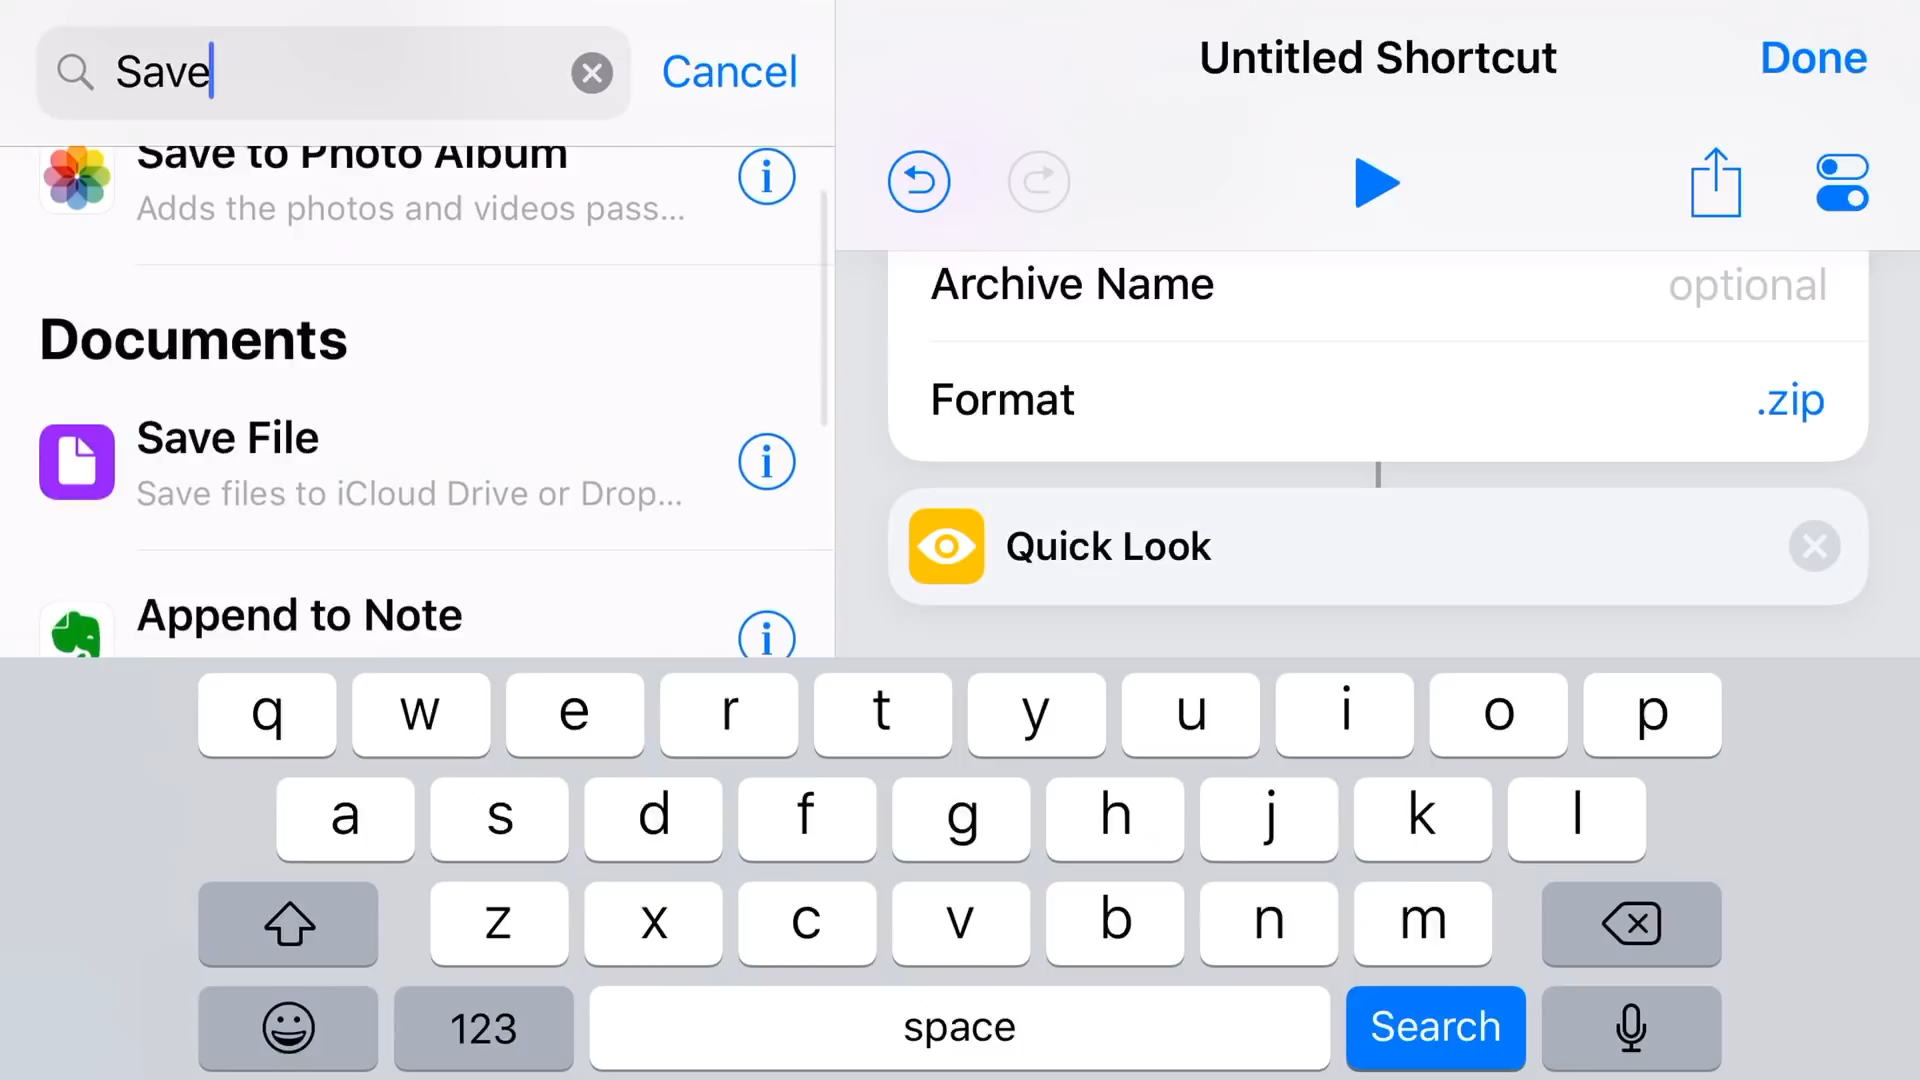 Save
Cancel
Save to Photo Album
Adds the photos and videos pass...
Documents
Save File
Save files to iCloud Drive or Drop...
Append to Note
Untitled Shortcut
Done
Archive Name
optional
Format
.zip
Quick Look
q w e r t y u i o p
a s d f g h j k l
z x c v b n m
123
space
Search